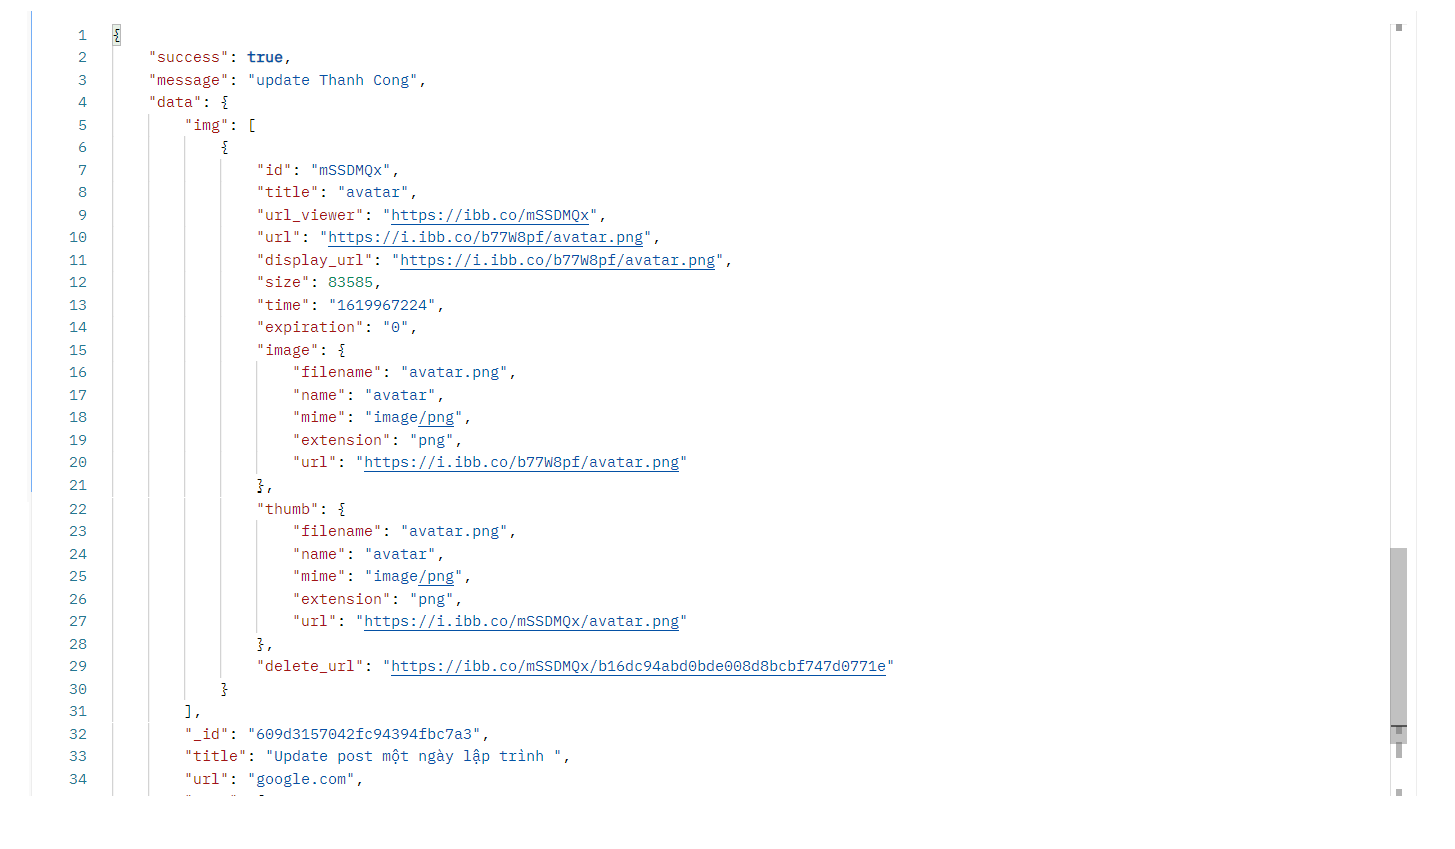 1 {
2 "success": true,
3 "message": "update Thanh Cong",
4 "data": {
5 "img": [
6 {
7 "id": "mSSDMQx",
8 "title": "avatar",
9 "url_viewer": "https://ibb.co/mSSDMQx",
10 "url": "https://i.ibb.co/b77W8pf/avatar.png",
11 "display_url": "https://i.ibb.co/b77W8pf/avatar.png",
12 "size": 83585,
13 "time": "1619967224",
14 "expiration": "0",
15 "image": {
16 "filename": "avatar.png",
17 "name": "avatar",
18 "mime": "image/png",
19 "extension": "png",
20 "url": "https://i.ibb.co/b77W8pf/avatar.png"
21 },
22 "thumb": {
23 "filename": "avatar.png",
24 "name": "avatar",
25 "mime": "image/png",
26 "extension": "png",
27 "url": "https://i.ibb.co/mSSDMQx/avatar.png"
28 },
29 "delete_url": "https://ibb.co/mSSDMQx/b16dc94abd0bde008d8bcbf747d0771e"
30 }
31 ],
32 "_id": "609d3157042fc94394fbc7a3",
33 "title": "Update post một ngày lập trình ",
34 "url": "google.com",